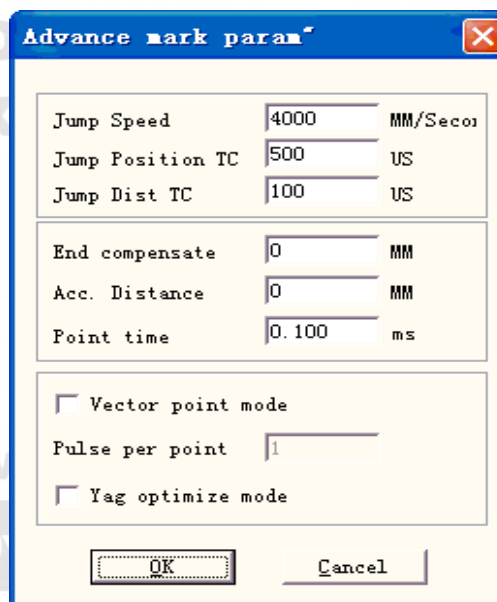 Advance mark param
Jump Speed 4000 MM/Secon
Jump Position TC 500 US
Jump Dist TC 100 US
End compensate 0 MM
Acc. Distance 0 MM
Point time 0.100 ms
Vector point mode
Pulse per point 1
Yag optimize mode
OK Cancel